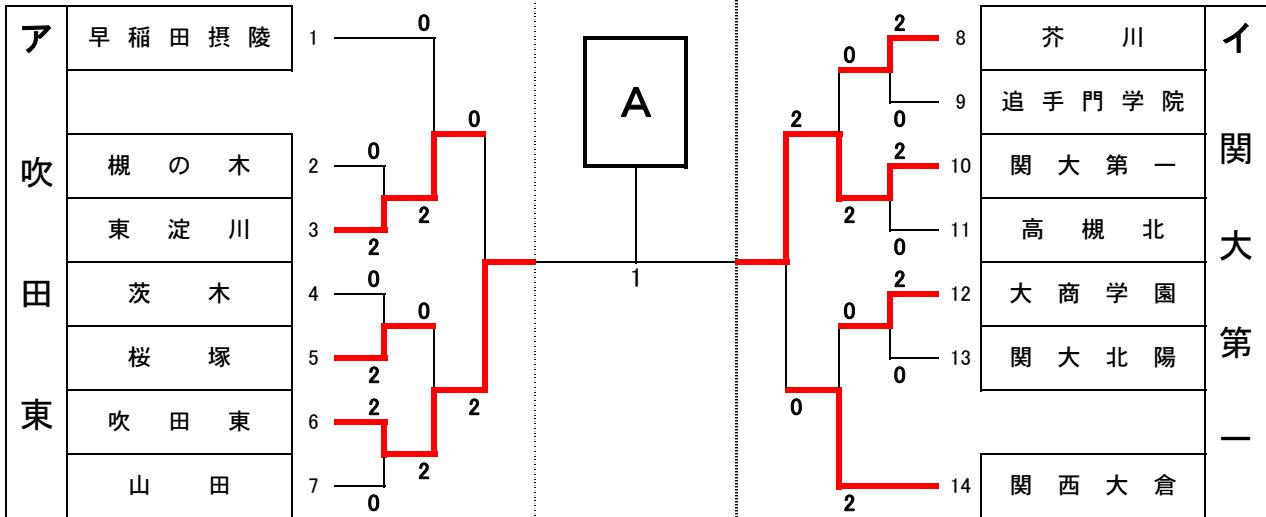 ア 吹田東
早稲田摂陵 1
槻の木 2
東淀川 3
茨木 4
桜塚 5
吹田東 6
山田 7
0
0
2
2
0
0
2
2
0
2
0
2
A
1
2
0
0
2
0
2
2
0
0
2
0
2
8 芥川
9 追手門学院
10 関大第一
11 高槻北
12 大商学園
13 関大北陽
14 関西大倉
イ 関大第一